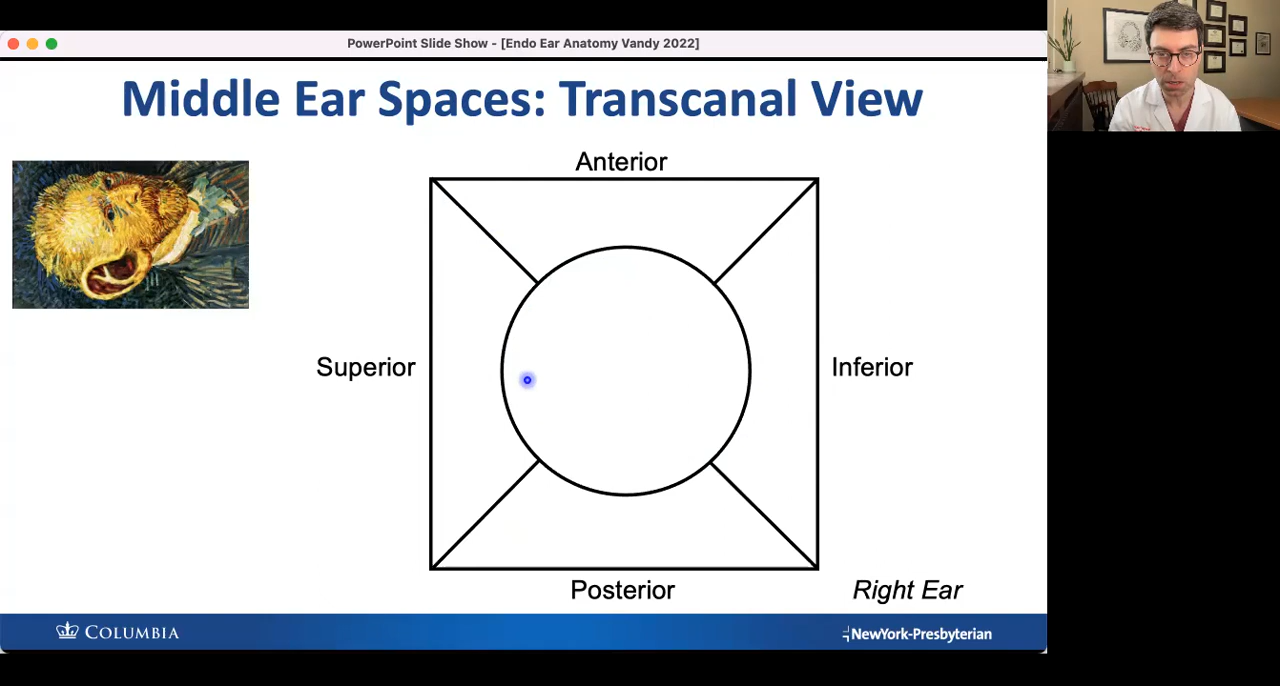 PowerPoint Slide Show - [Endo Ear Anatomy Vandy 2022]
Middle Ear Spaces: Transcanal View
Anterior
Superior
Inferior
Posterior
Right Ear
COLUMBIA
NewYork-Presbyterian